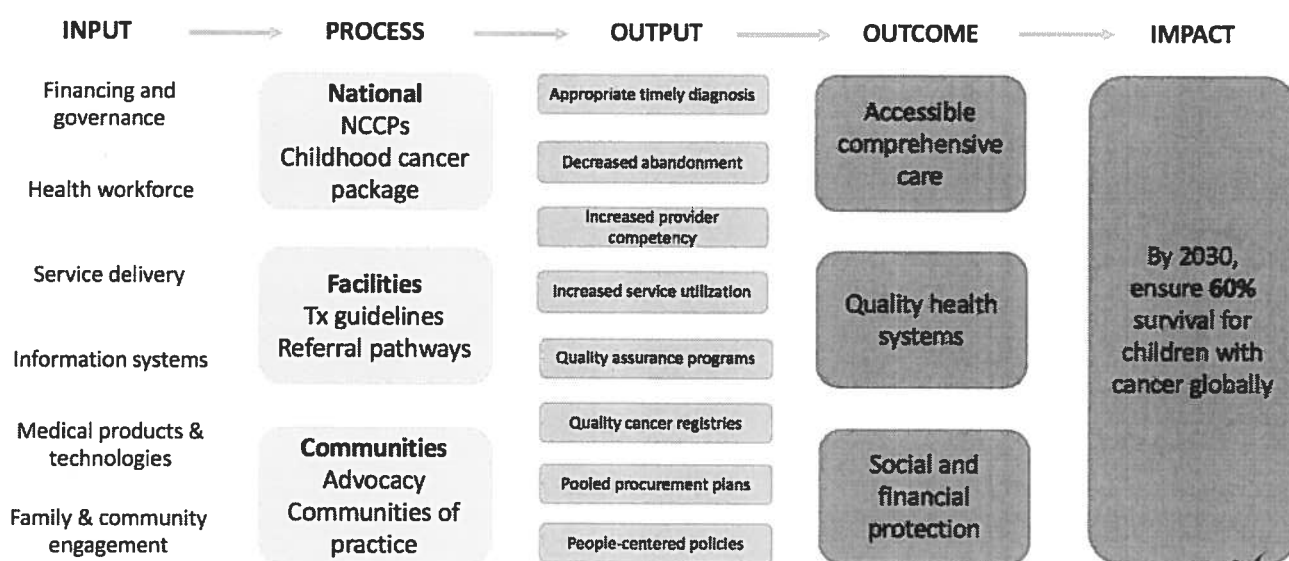 INPUT
PROCESS
OUTPUT
OUTCOME
IMPACT
Financing and
governance
Health workforce
Service delivery
Information systems
Medical products &
technologies
Family & community
engagement
National
NCCPs
Childhood cancer
package
Facilities
Tx guidelines
Referral pathways
Communities
Advocacy
Communities of
practice
Appropriate timely diagnosis
Decreased abandonment
Increased provider
competency
Increased service utilization
Quality assurance programs
Quality cancer registries
Pooled procurement plans
People-centered policies
Accessible
comprehensive
care
Quality health
systems
Social and
financial
protection
By 2030,
ensure 60%
survival for
children with
cancer globally